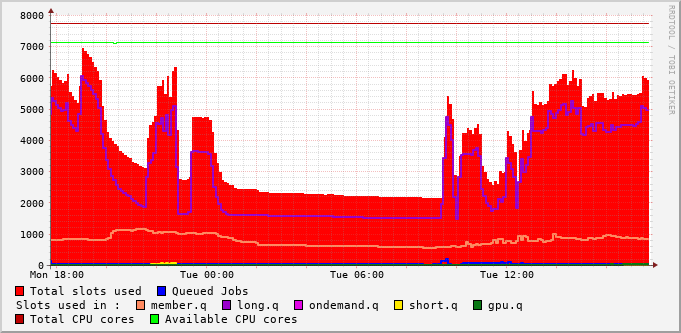 8000
7000
6000
5000
4000
3000
2000
1000
0
Mon 18:00 Tue 00:00 Tue 06:00 Tue 12:00
RRDTOOL / TOBI OETIKER
Total slots used Queued Jobs
Slots used in : member.q long.q ondemand.q short.q gpu.q
Total CPU cores Available CPU cores